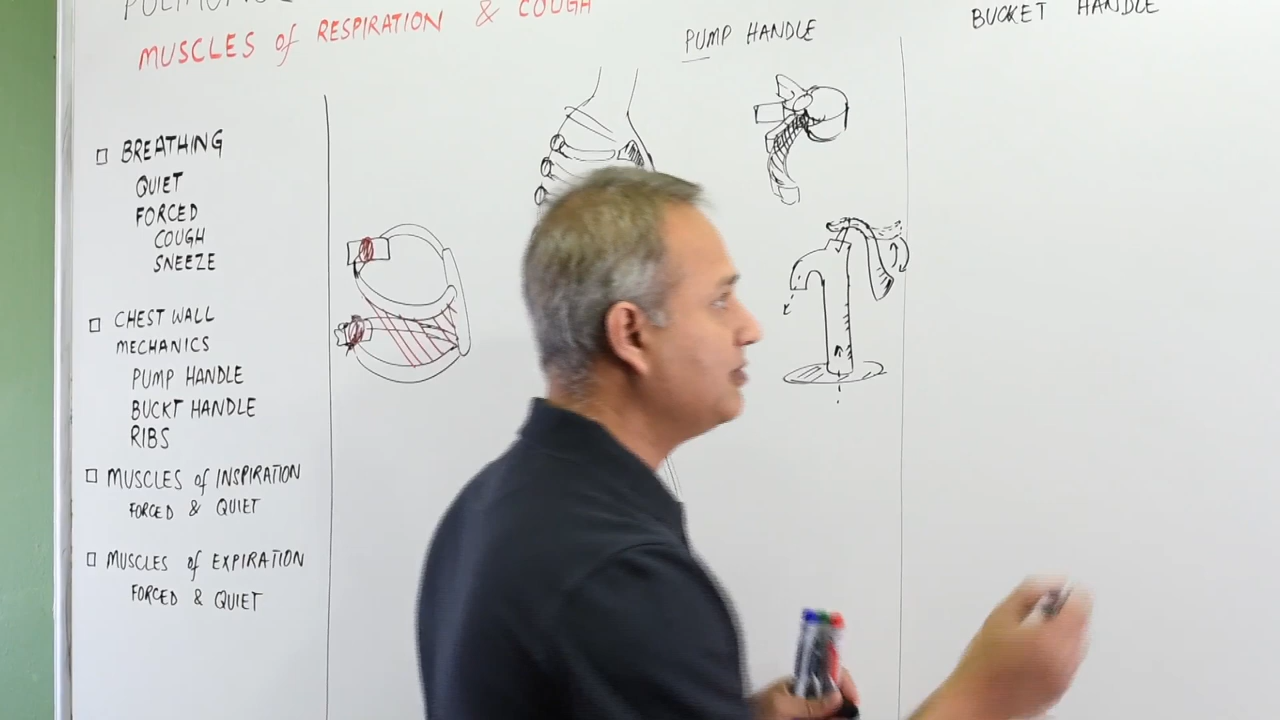 MUSCLES of RESPIRATION & COUGH
BREATHING
QUIET
FORCED
COUGH
SNEEZE
CHEST WALL
MECHANICS
PUMP HANDLE
BUCKT HANDLE
RIBS
MUSCLES of INSPIRATION
FORCED & QUIET
MUSCLES of EXPIRATION
FORCED & QUIET
PUMP HANDLE
BUCKET HANDLE